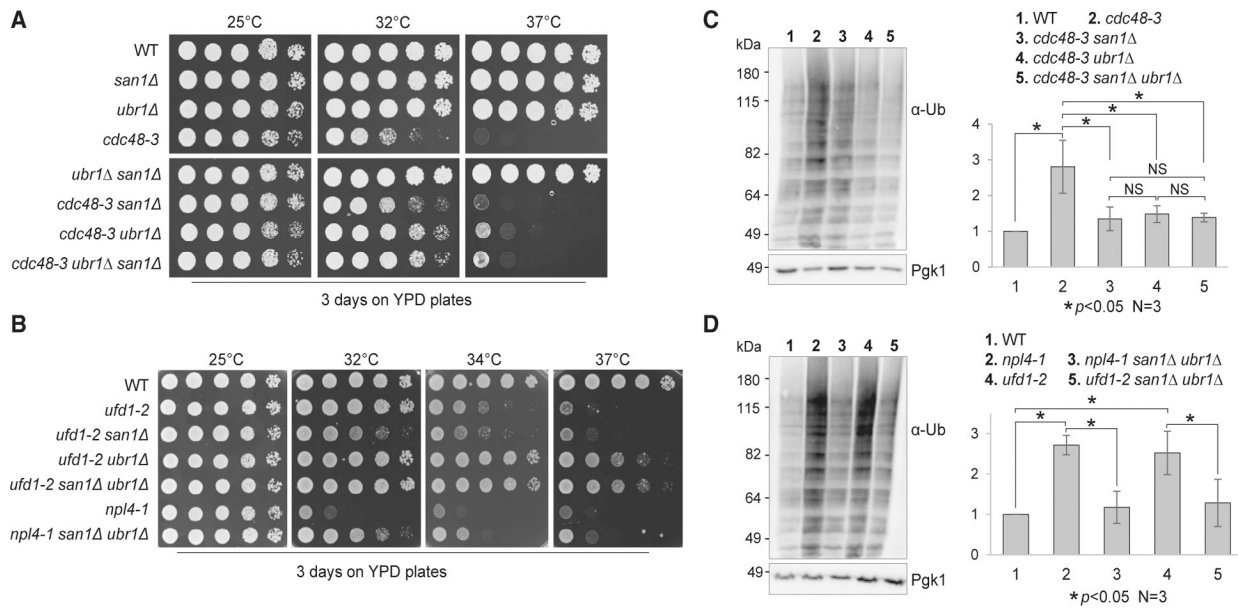 A
25°C 32°C 37°C
WT
san1Δ
ubr1Δ
cdc48-3
ubr1Δ san1Δ
cdc48-3 san1Δ
cdc48-3 ubr1Δ
cdc48-3 ubr1Δ san1Δ
3 days on YPD plates
B
25°C 32°C 34°C 37°C
WT
ufd1-2
ufd1-2 san1Δ
ufd1-2 ubr1Δ
ufd1-2 san1Δ ubr1Δ
npl4-1
npl4-1 san1Δ ubr1Δ
3 days on YPD plates
C
kDa 1 2 3 4 5
180
115
82
64
49
α-Ub
49 Pgk1
1. WT 2. cdc48-3
3. cdc48-3 san1Δ
4. cdc48-3 ubr1Δ
5. cdc48-3 san1Δ ubr1Δ
*
*
* *
NS
NS NS
4
3
2
1
0
1 2 3 4 5
* p<0.05 N=3
D
kDa 1 2 3 4 5
180
115
82
64
49
α-Ub
49 Pgk1
1. WT
2. npl4-1 3. npl4-1 san1Δ ubr1Δ
4. ufd1-2 5. ufd1-2 san1Δ ubr1Δ
*
* * *
3
2
1
0
1 2 3 4 5
* p<0.05 N=3